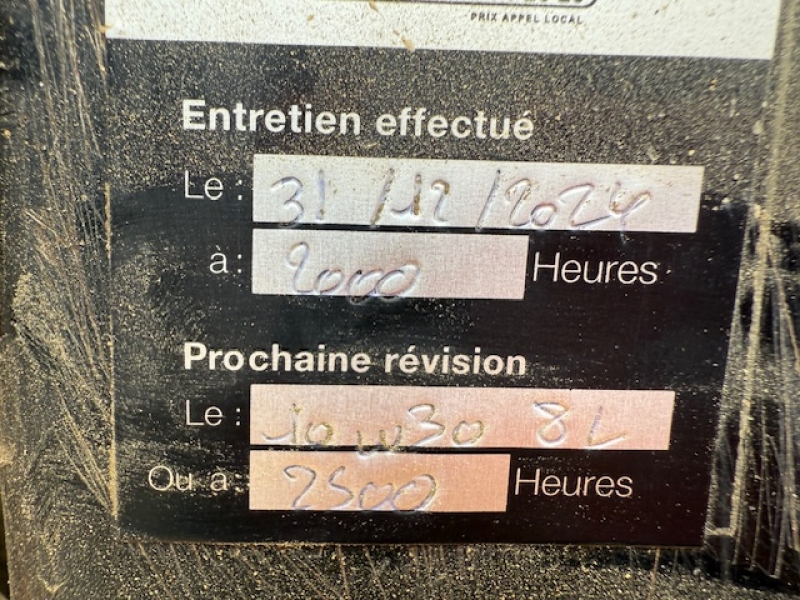 PRIX APPEL LOCAL
Entretien effectué
Le : 31/12/2024
à : 2000 Heures
Prochaine révision
Le : 10w30 8L
Ou à : 2500 Heures